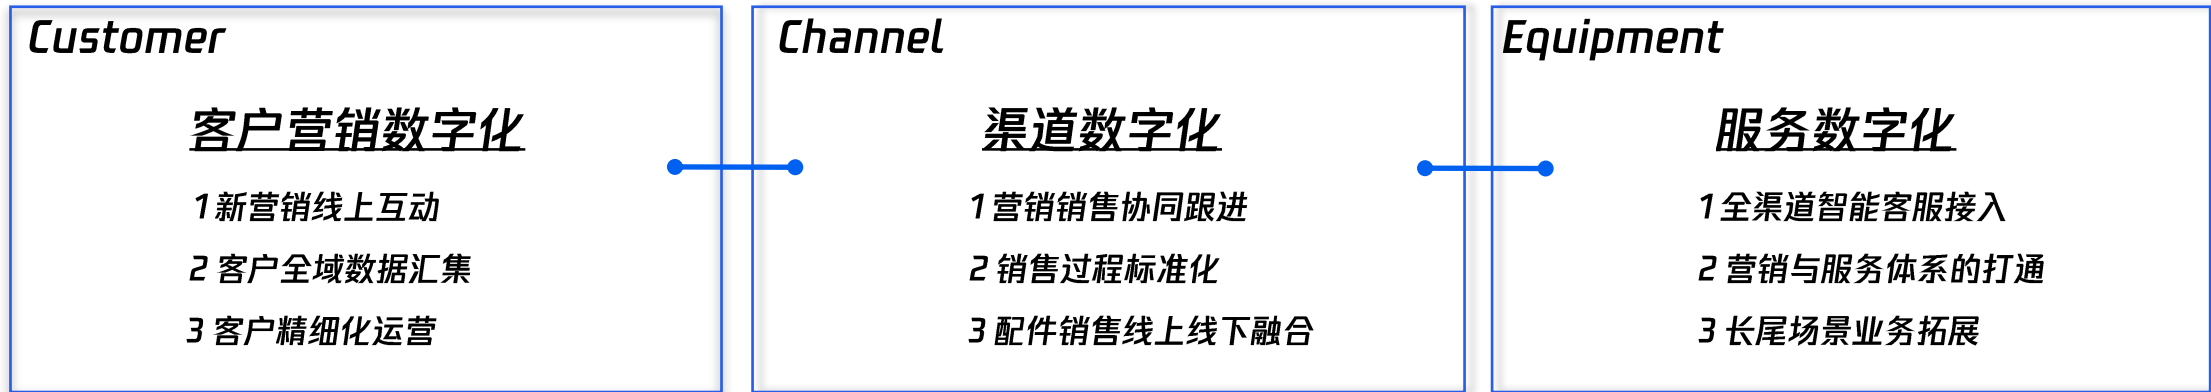 Customer
客户营销数字化
1 新营销线上互动
2 客户全域数据汇集
3 客户精细化运营
Channel
渠道数字化
1 营销销售协同跟进
2 销售过程标准化
3 配件销售线上线下融合
Equipment
服务数字化
1 全渠道智能客服接入
2 营销与服务体系的打通
3 长尾场景业务拓展